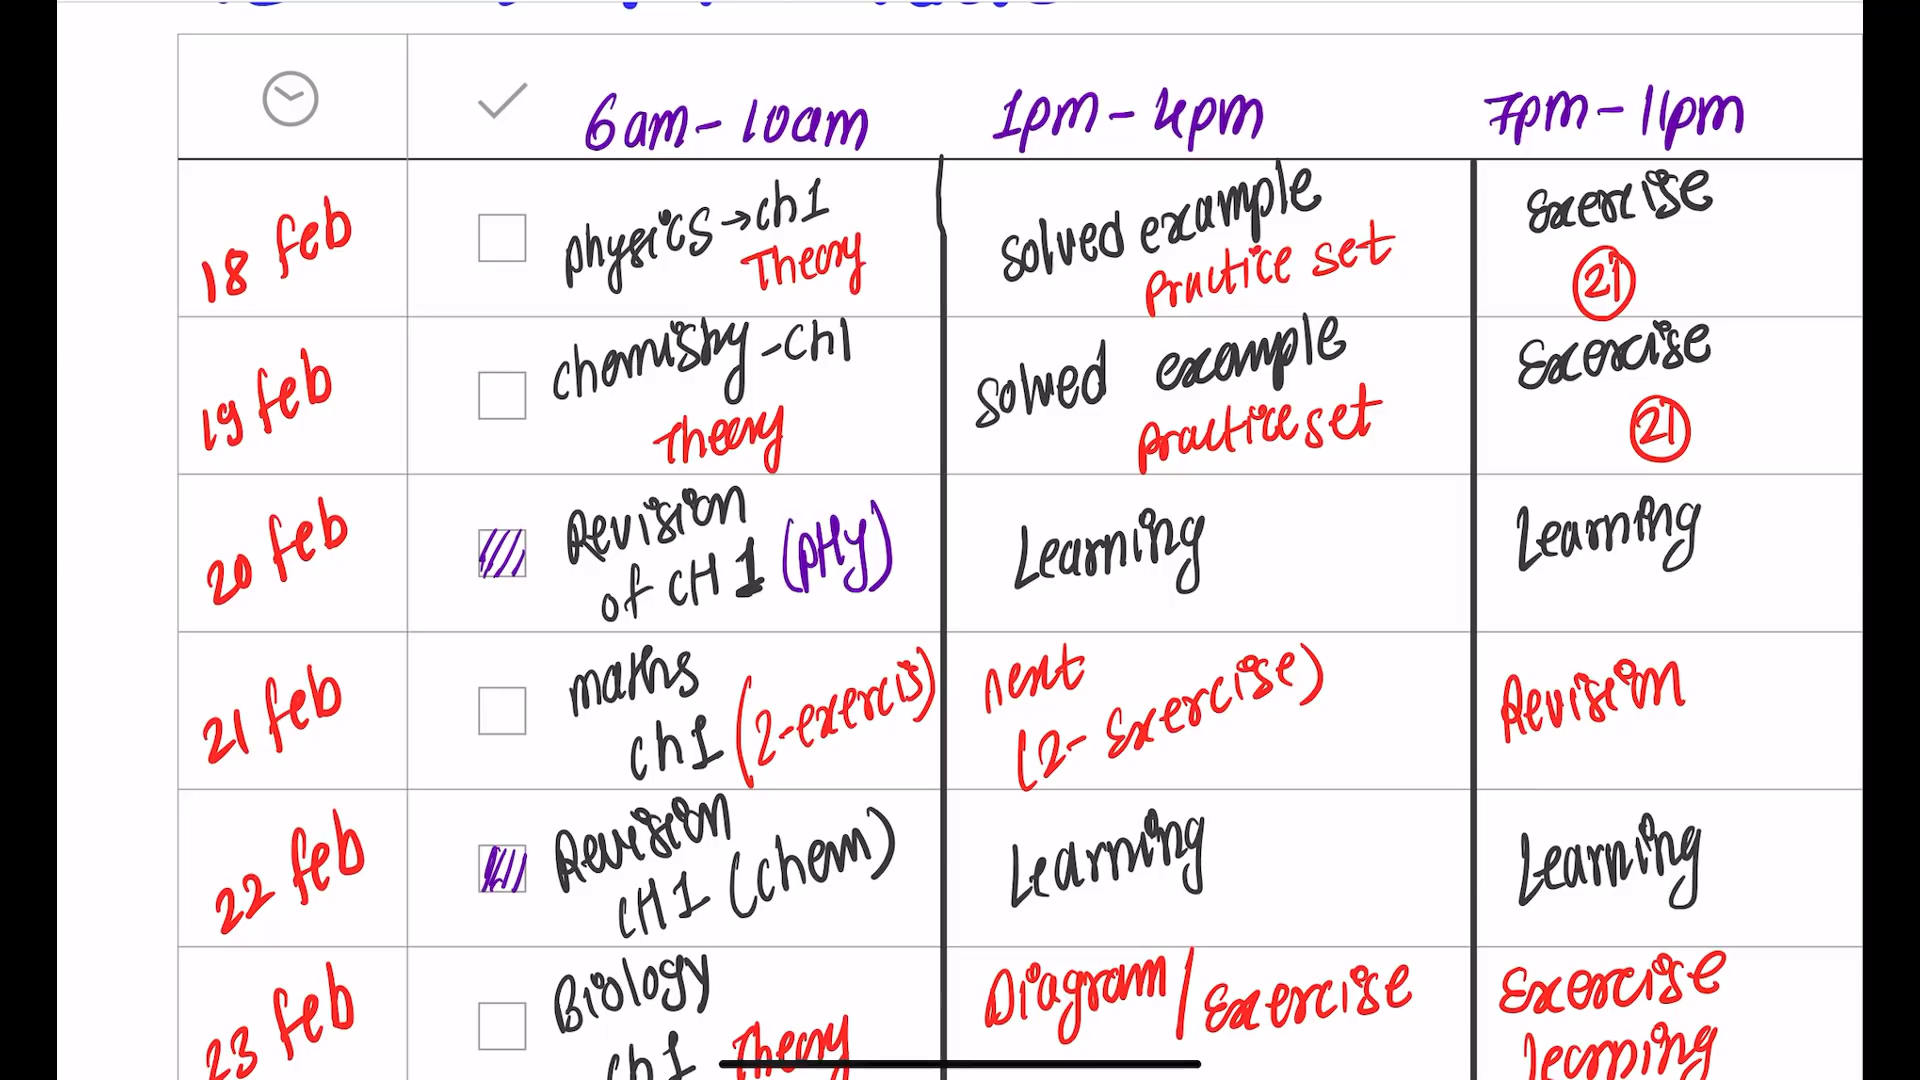 6am - 10am 1pm - 4pm 7pm - 11pm
18 feb physics → ch1 Theory solved example Practice set Exercise 21
19 feb chemistry - ch1 Theory solved example practice set Exercise 21
20 feb Revision of CH 1 (pHy) Learning Learning
21 feb maths ch1 (2-exercis) next (2- Exercise) Revision
22 feb Revision CH 1 (chem) Learning Learning
23 feb Biology ch1 Theory Diagram / Exercise Exercise learning